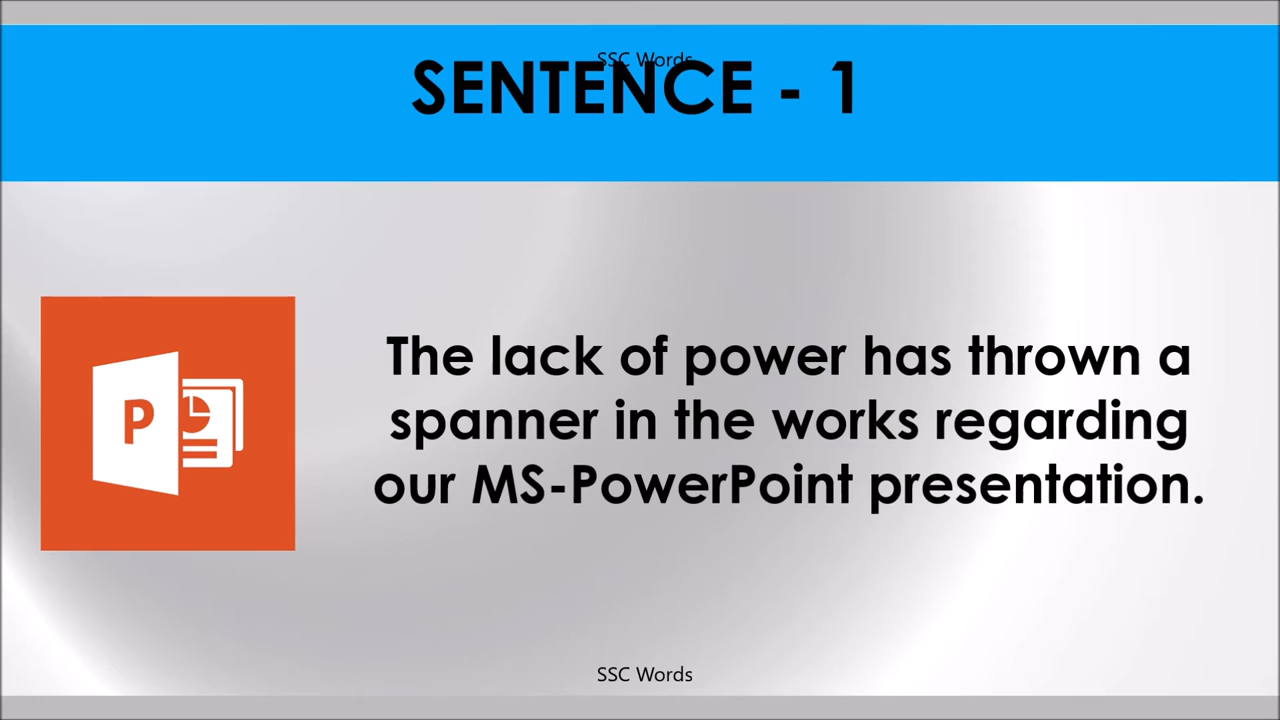 SSC Words
SENTENCE - 1
P
The lack of power has thrown a
spanner in the works regarding
our MS-PowerPoint presentation.
SSC Words